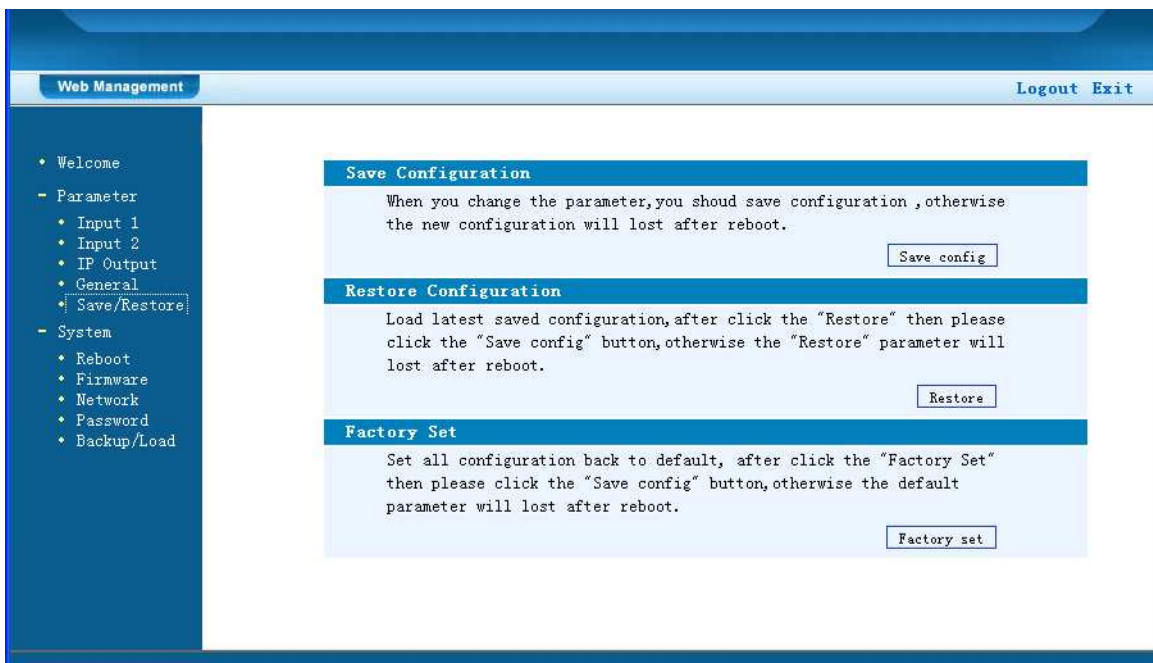 Web Management
Logout Exit
Welcome
Parameter
Input 1
Input 2
IP Output
General
Save/Restore
System
Reboot
Firmware
Network
Password
Backup/Load
Save Configuration
When you change the parameter,you shoud save configuration ,otherwise
the new configuration will lost after reboot.
Save config
Restore Configuration
Load latest saved configuration,after click the "Restore" then please
click the "Save config" button,otherwise the "Restore" parameter will
lost after reboot.
Restore
Factory Set
Set all configuration back to default, after click the "Factory Set"
then please click the "Save config" button,otherwise the default
parameter will lost after reboot.
Factory set